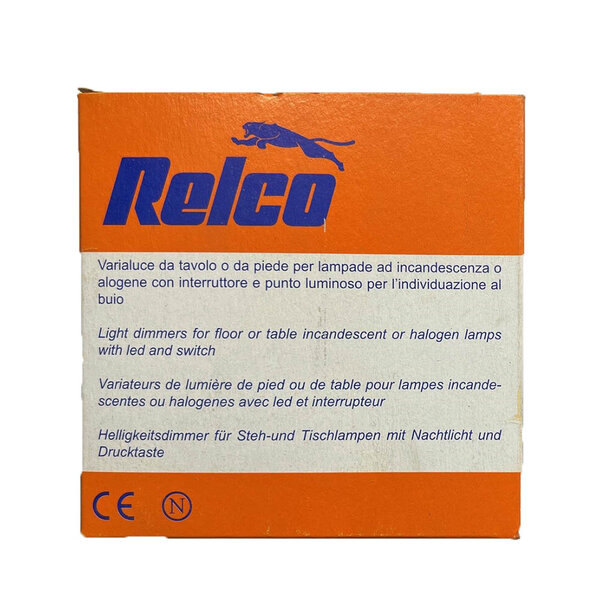 Relco
Varialuce da tavolo o da piede per lampade ad incandescenza o
alogene con interruttore e punto luminoso per l'individuazione al
buio
Light dimmers for floor or table incandescent or halogen lamps
with led and switch
Variateurs de lumière de pied ou de table pour lampes incande-
scentes ou halogenes avec led et interrupteur
Helligkeitsdimmer für Steh-und Tischlampen mit Nachtlicht und
Drucktaste
CE N